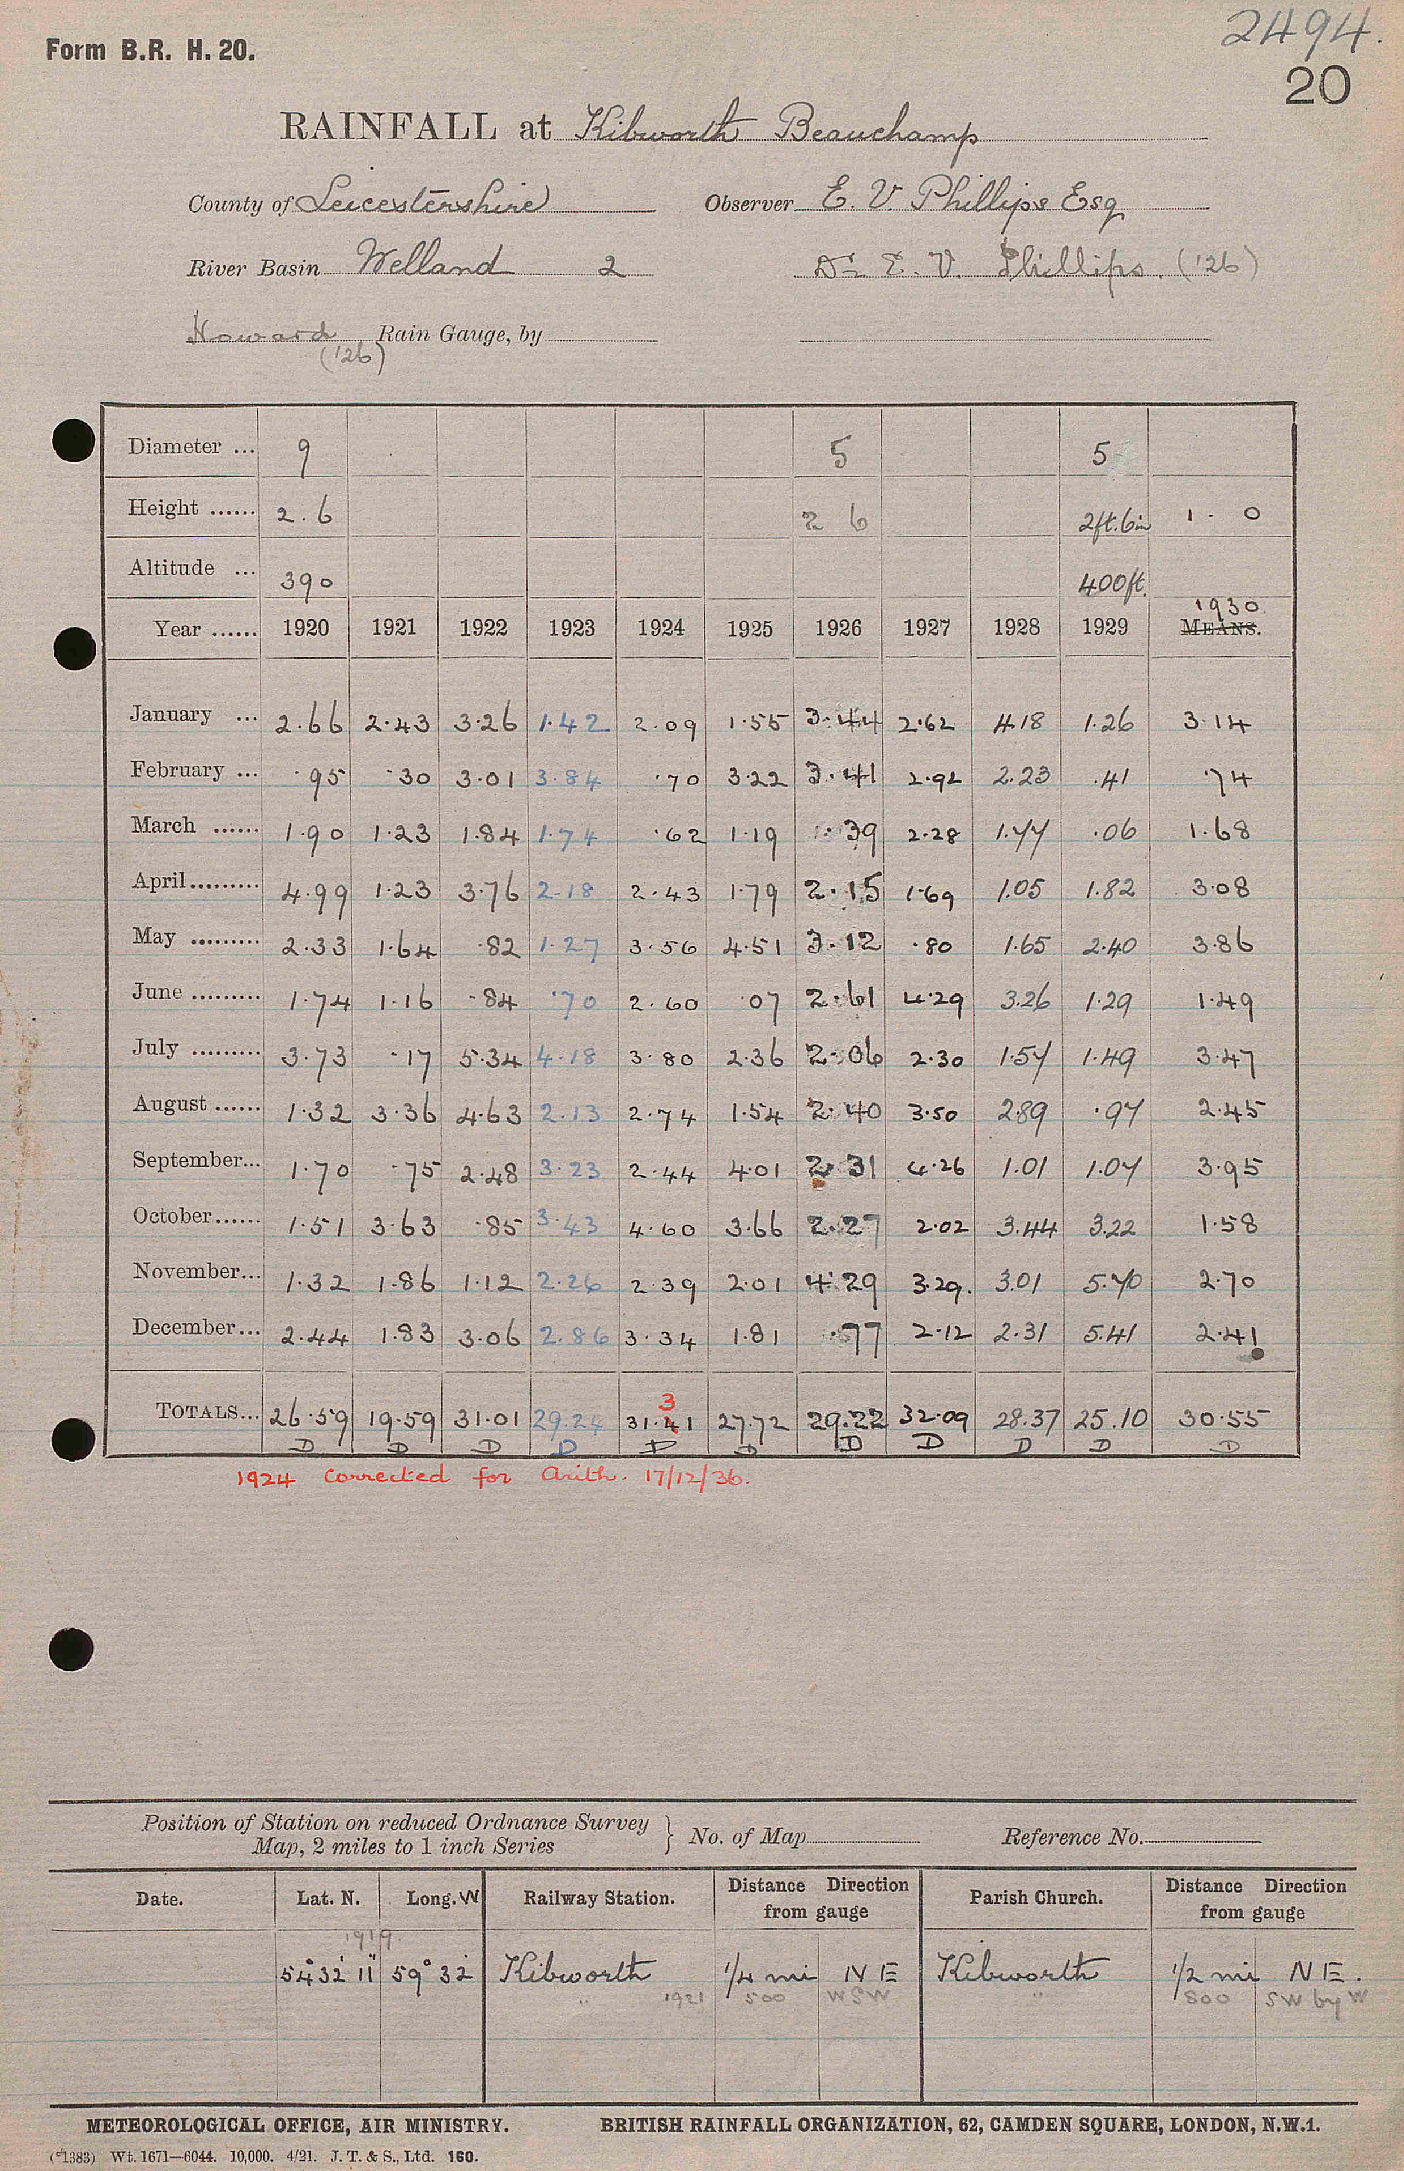 2494.
Form B.R. H. 20.
20
RAINFALL at Kibworth Beauchamp
County of Leicestershire Observer E. V. Phillips Esq
River Basin Welland 2 Dr E. V. Phillips. ('26)
Howard Rain Gauge, by
('26)
Diameter ... 9 5 5
Height ...... 2.6 2 6 2ft.6in 1 - 0
Altitude ... 390 400ft.
1930
Year ...... 1920 1921 1922 1923 1924 1925 1926 1927 1928 1929 MEANS.
January ... 2.66 2.43 3.26 1.42 2.09 1.55 3.44 2.62 4.18 1.26 3.14
February ... .95 .30 3.01 3.84 .70 3.22 3.41 2.92 2.23 .41 .74
March ...... 1.90 1.23 1.84 1.74 .62 1.19 .39 2.28 1.77 .06 1.68
April......... 4.99 1.23 3.76 2.18 2.43 1.79 2.15 1.69 1.05 1.82 3.08
May ......... 2.33 1.64 .82 1.27 3.56 4.51 3.12 .80 1.65 2.40 3.86
June ......... 1.74 1.16 .84 .70 2.60 .07 2.61 4.29 3.26 1.29 1.49
July ......... 3.73 .17 5.34 4.18 3.80 2.36 2.06 2.30 1.57 1.49 3.47
August ...... 1.32 3.36 4.63 2.13 2.74 1.54 2.40 3.50 2.89 .97 2.45
September... 1.70 .75 2.48 3.23 2.44 4.01 2.31 4.26 1.01 1.07 3.95
October...... 1.51 3.63 .85 3.43 4.60 3.66 2.27 2.02 3.44 3.22 1.58
November... 1.32 1.86 1.12 2.26 2.39 2.01 4.29 3.29. 3.01 5.70 2.70
December... 2.44 1.83 3.06 2.86 3.34 1.81 .77 2.12 2.31 5.41 2.41
3
TOTALS... 26.59 19.59 31.01 29.24 31.41 27.72 29.22 32.09 28.37 25.10 30.55
D D D D D D D D D D D
1924 Corrected for Arith. 17/12/36.
Position of Station on reduced Ordnance Survey
Map, 2 miles to 1 inch Series } No. of Map Reference No.
Date. Lat. N. Long. W Railway Station. Distance Direction from gauge Parish Church. Distance Direction from gauge
1919
54° 32' 11" 59° 32' Kibworth 1/4 mi N E Kibworth 1/2 mi N E.
" 1921 500 WSW " 800 SW by W
METEOROLOGICAL OFFICE, AIR MINISTRY. BRITISH RAINFALL ORGANIZATION, 62, CAMDEN SQUARE, LONDON, N.W.1.
(*1383) Wt. 1671—6044. 10,000. 4/21. J. T. & S., Ltd. 160.